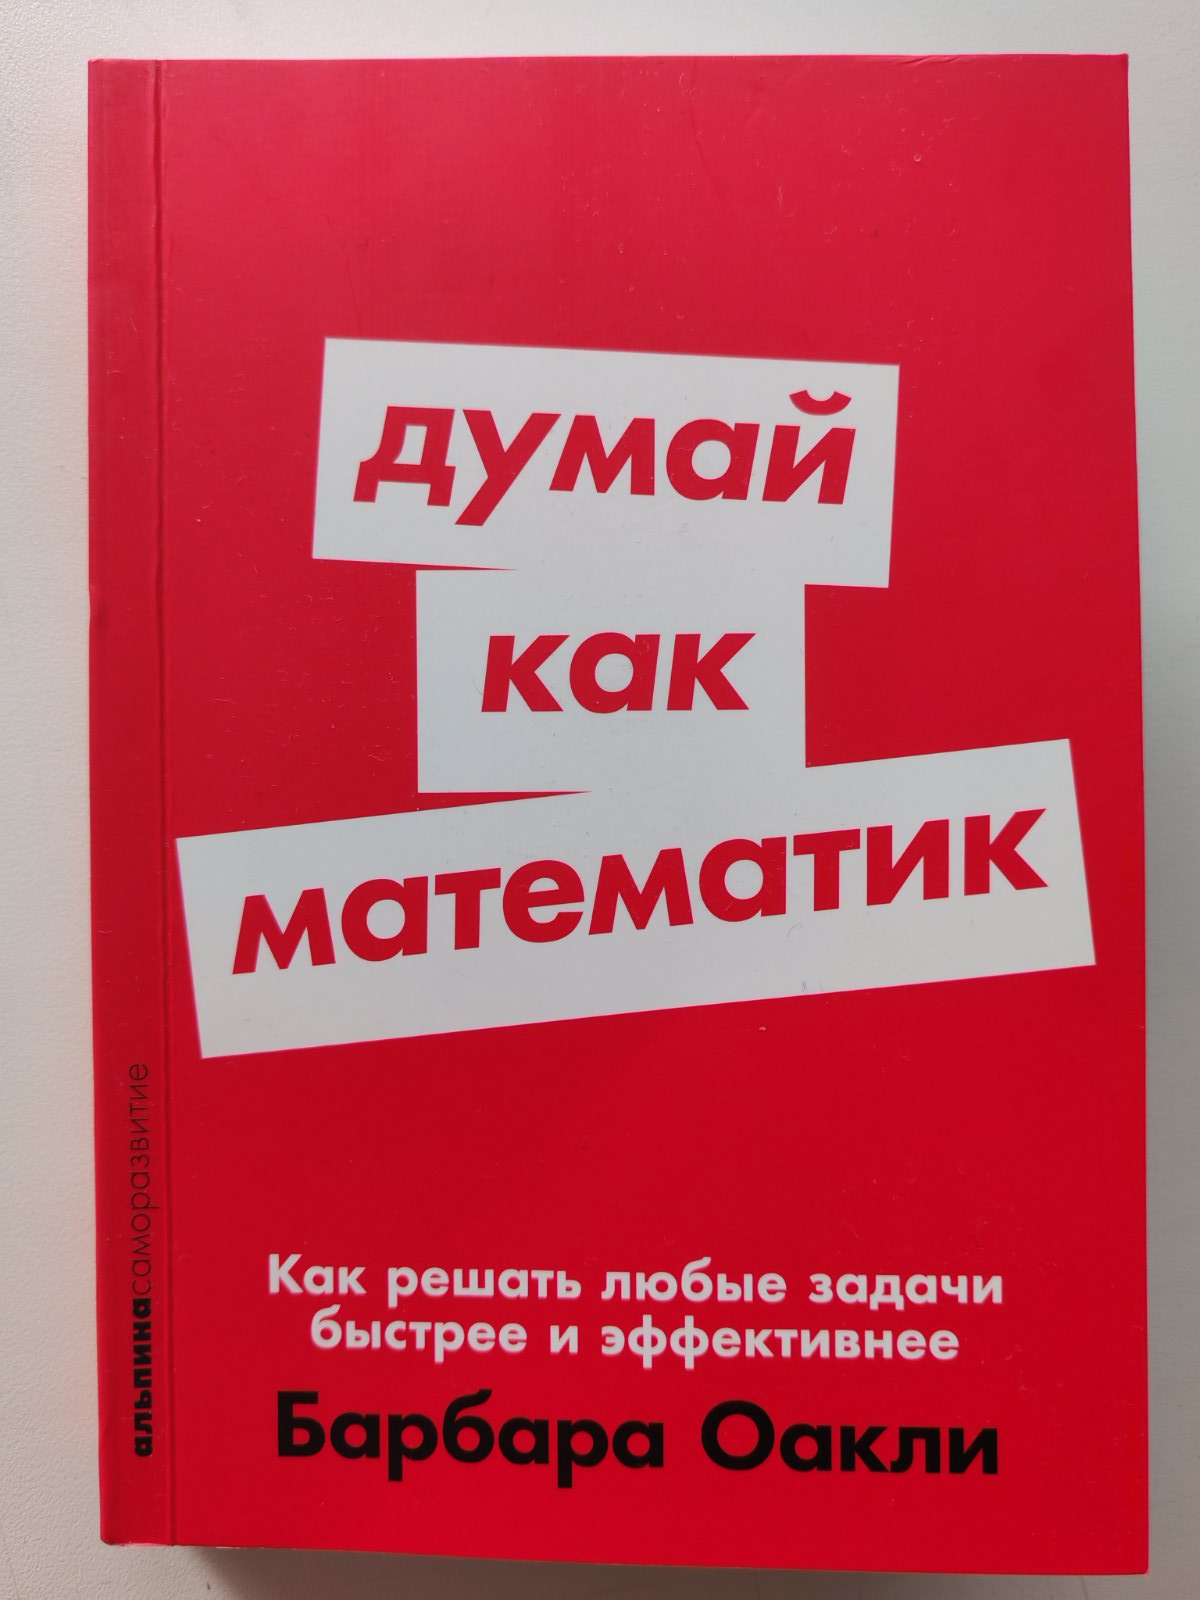 думай
как
математик
Как решать любые задачи
быстрее и эффективнее
Барбара Оакли
альпинасаморазвитие